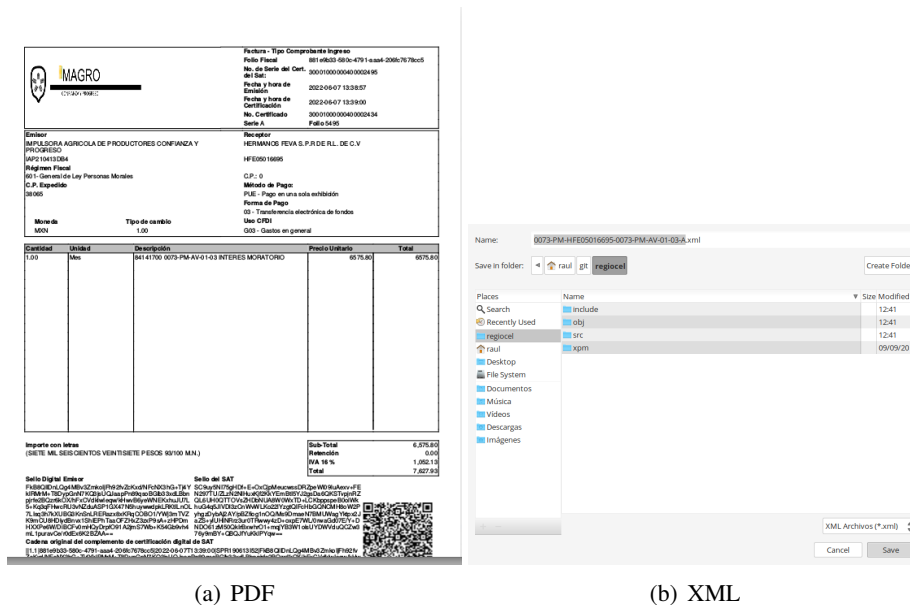 Factura - Tipo Comprobante Ingreso
Folio Fiscal 881e9b33-580c-4791-aaa4-206fc7678cc5
No. de Serie del Cert. del Sat: 30001000000400002495
Fecha y hora de Emisión 2022-06-07 13:38:57
Fecha y hora de Certificación 2022-06-07 13:39:00
No. Certificado 30001000000400002434
Serie A Folio 5495
IMAGRO
Emisor
IMPULSORA AGRICOLA DE PRODUCTORES CONFIANZA Y
PROGRESO
IAP210413DB4
Régimen Fiscal
601- General de Ley Personas Morales
C.P. Expedido
38065
Moneda Tipo de cambio
MXN 1.00
Receptor
HERMANOS FEVA S.P.R DE R.L. DE C.V
HFE05016695
C.P.: 0
Método de Pago:
PUE - Pago en una sola exhibición
Forma de Pago
03 - Transferencia electrónica de fondos
Uso CFDI
G03 - Gastos en general
Cantidad Unidad Descripción Precio Unitario Total
1.00 Mes 84141700 0073-PM-AV-01-03 INTERES MORATORIO 6575.80 6575.80
Importe con letras
(SIETE MIL SEISCIENTOS VEINTISIETE PESOS 93/100 M.N.)
Sub-Total 6,575.80
Retención 0.00
IVA 16 % 1,052.13
Total 7,627.93
Sello Digital Emisor
Sello del SAT
Cadena original del complemento de certificación digital de SAT
(a) PDF
Name: 0073-PM-HFE05016695-0073-PM-AV-01-03-A.xml
Save in folder: raul git regiocel Create Folde
Places Name Size Modified
Search include 12:41
Recently Used obj 12:41
regiocel src 12:41
raul xpm 09/09/20
Desktop
File System
Documentos
Música
Vídeos
Descargas
Imágenes
XML Archivos (*.xml)
Cancel Save
(b) XML